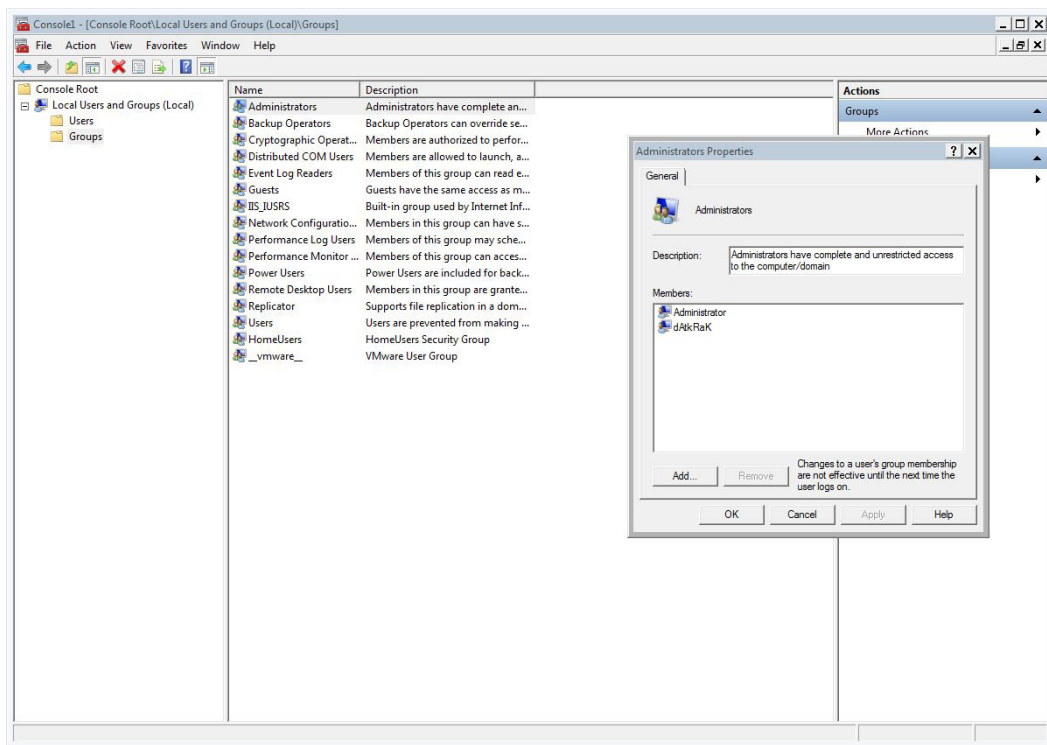 Console1 - [Console Root\Local Users and Groups (Local)\Groups]
File Action View Favorites Window Help
Console Root
Local Users and Groups (Local)
Users
Groups
Name Description
Administrators Administrators have complete an...
Backup Operators Backup Operators can override se...
Cryptographic Operat... Members are authorized to perfor...
Distributed COM Users Members are allowed to launch, a...
Event Log Readers Members of this group can read e...
Guests Guests have the same access as m...
IIS_IUSRS Built-in group used by Internet Inf...
Network Configuratio... Members in this group can have s...
Performance Log Users Members of this group may sche...
Performance Monitor ... Members of this group can acces...
Power Users Power Users are included for back...
Remote Desktop Users Members in this group are grante...
Replicator Supports file replication in a dom...
Users Users are prevented from making ...
HomeUsers HomeUsers Security Group
__vmware__ VMware User Group
Actions
Groups
More Actions
Administrators Properties
General
Administrators
Description: Administrators have complete and unrestricted access
to the computer/domain
Members:
Administrator
dAtkRaK
Add... Remove
Changes to a user's group membership
are not effective until the next time the
user logs on.
OK Cancel Apply Help